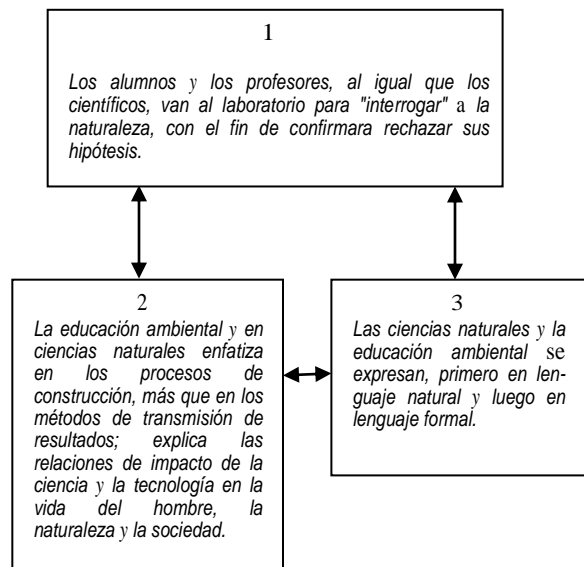 1
Los alumnos y los profesores, al igual que los
científicos, van al laboratorio para "interrogar" a la
naturaleza, con el fin de confirmara rechazar sus
hipótesis.
2
La educación ambiental y en
ciencias naturales enfatiza
en los procesos de
construcción, más que en los
métodos de transmisión de
resultados; explica las
relaciones de impacto de la
ciencia y la tecnología en la
vida del hombre, la
naturaleza y la sociedad.
3
Las ciencias naturales y la
educación ambiental se
expresan, primero en len-
guaje natural y luego en
lenguaje formal.